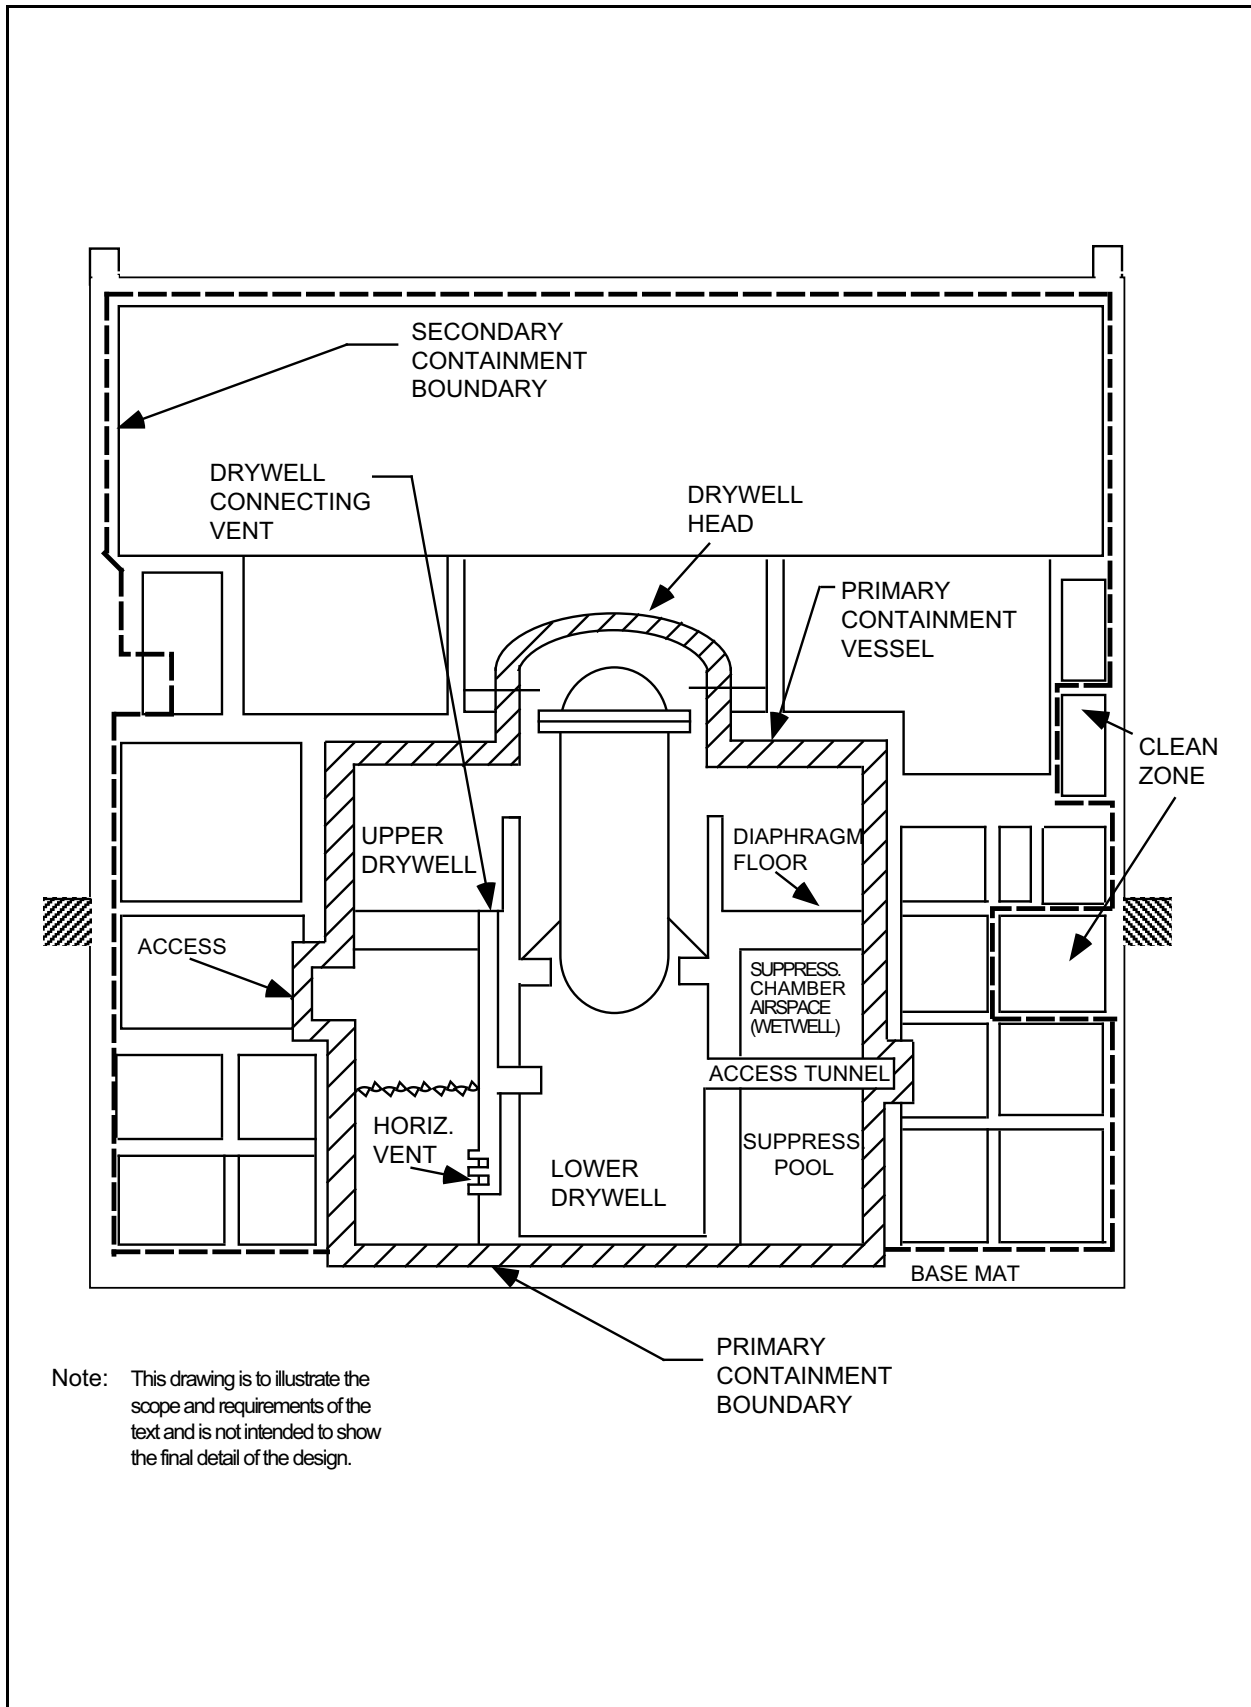 SECONDARY
CONTAINMENT
BOUNDARY
DRYWELL
CONNECTING
VENT
DRYWELL
HEAD
PRIMARY
CONTAINMENT
VESSEL
CLEAN
ZONE
UPPER
DRYWELL
DIAPHRAGM
FLOOR
ACCESS
SUPPRESS.
CHAMBER
AIRSPACE
(WETWELL)
ACCESS TUNNEL
HORIZ.
VENT
LOWER
DRYWELL
SUPPRESS.
POOL
BASE MAT
PRIMARY
CONTAINMENT
BOUNDARY
Note: This drawing is to illustrate the
scope and requirements of the
text and is not intended to show
the final detail of the design.